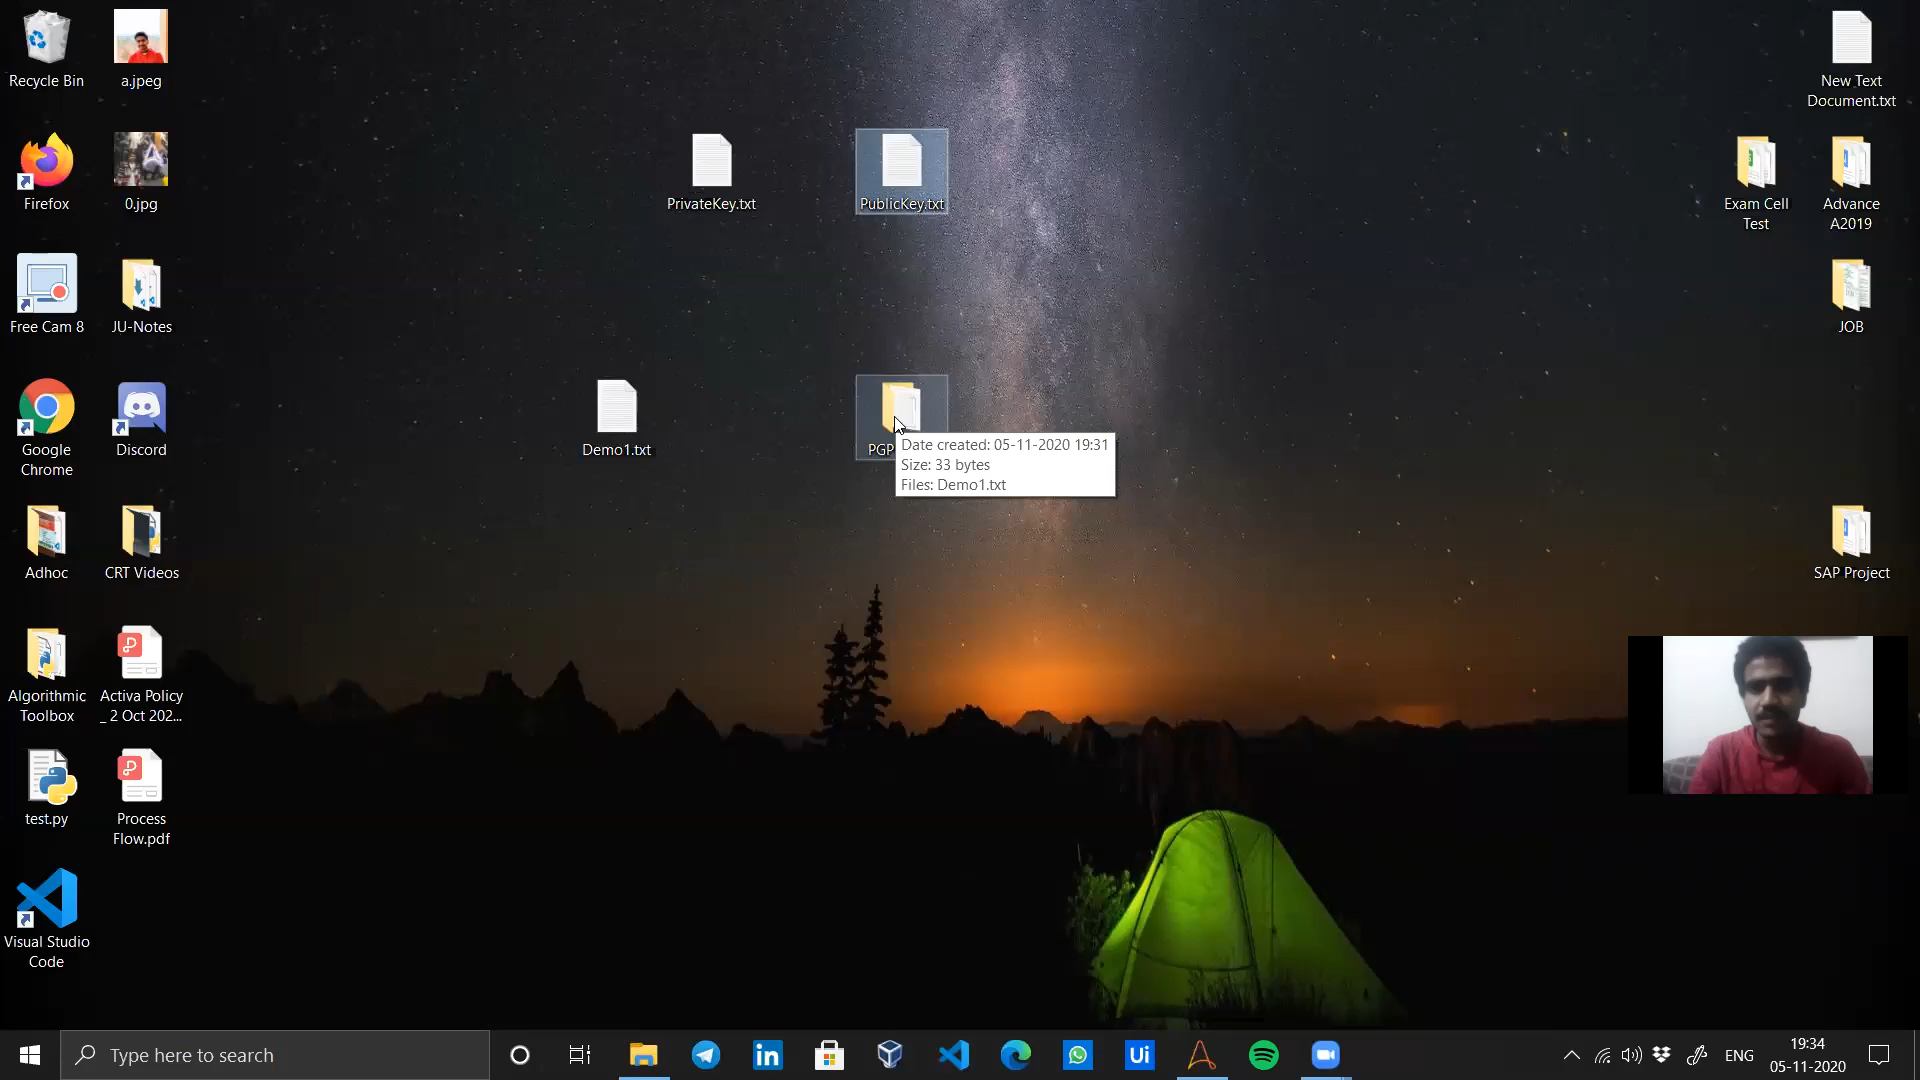 Recycle Bin
a.jpeg
New Text
Document.txt
Firefox
0.jpg
PrivateKey.txt
PublicKey.txt
Exam Cell
Test
Advance
A2019
Free Cam 8
JU-Notes
JOB
Google
Chrome
Discord
Demo1.txt
PGP
Date created: 05-11-2020 19:31
Size: 33 bytes
Files: Demo1.txt
Adhoc
CRT Videos
SAP Project
Algorithmic
Toolbox
Activa Policy
_ 2 Oct 202...
test.py
Process
Flow.pdf
Visual Studio
Code
Type here to search
in
Ui
ENG
19:34
05-11-2020